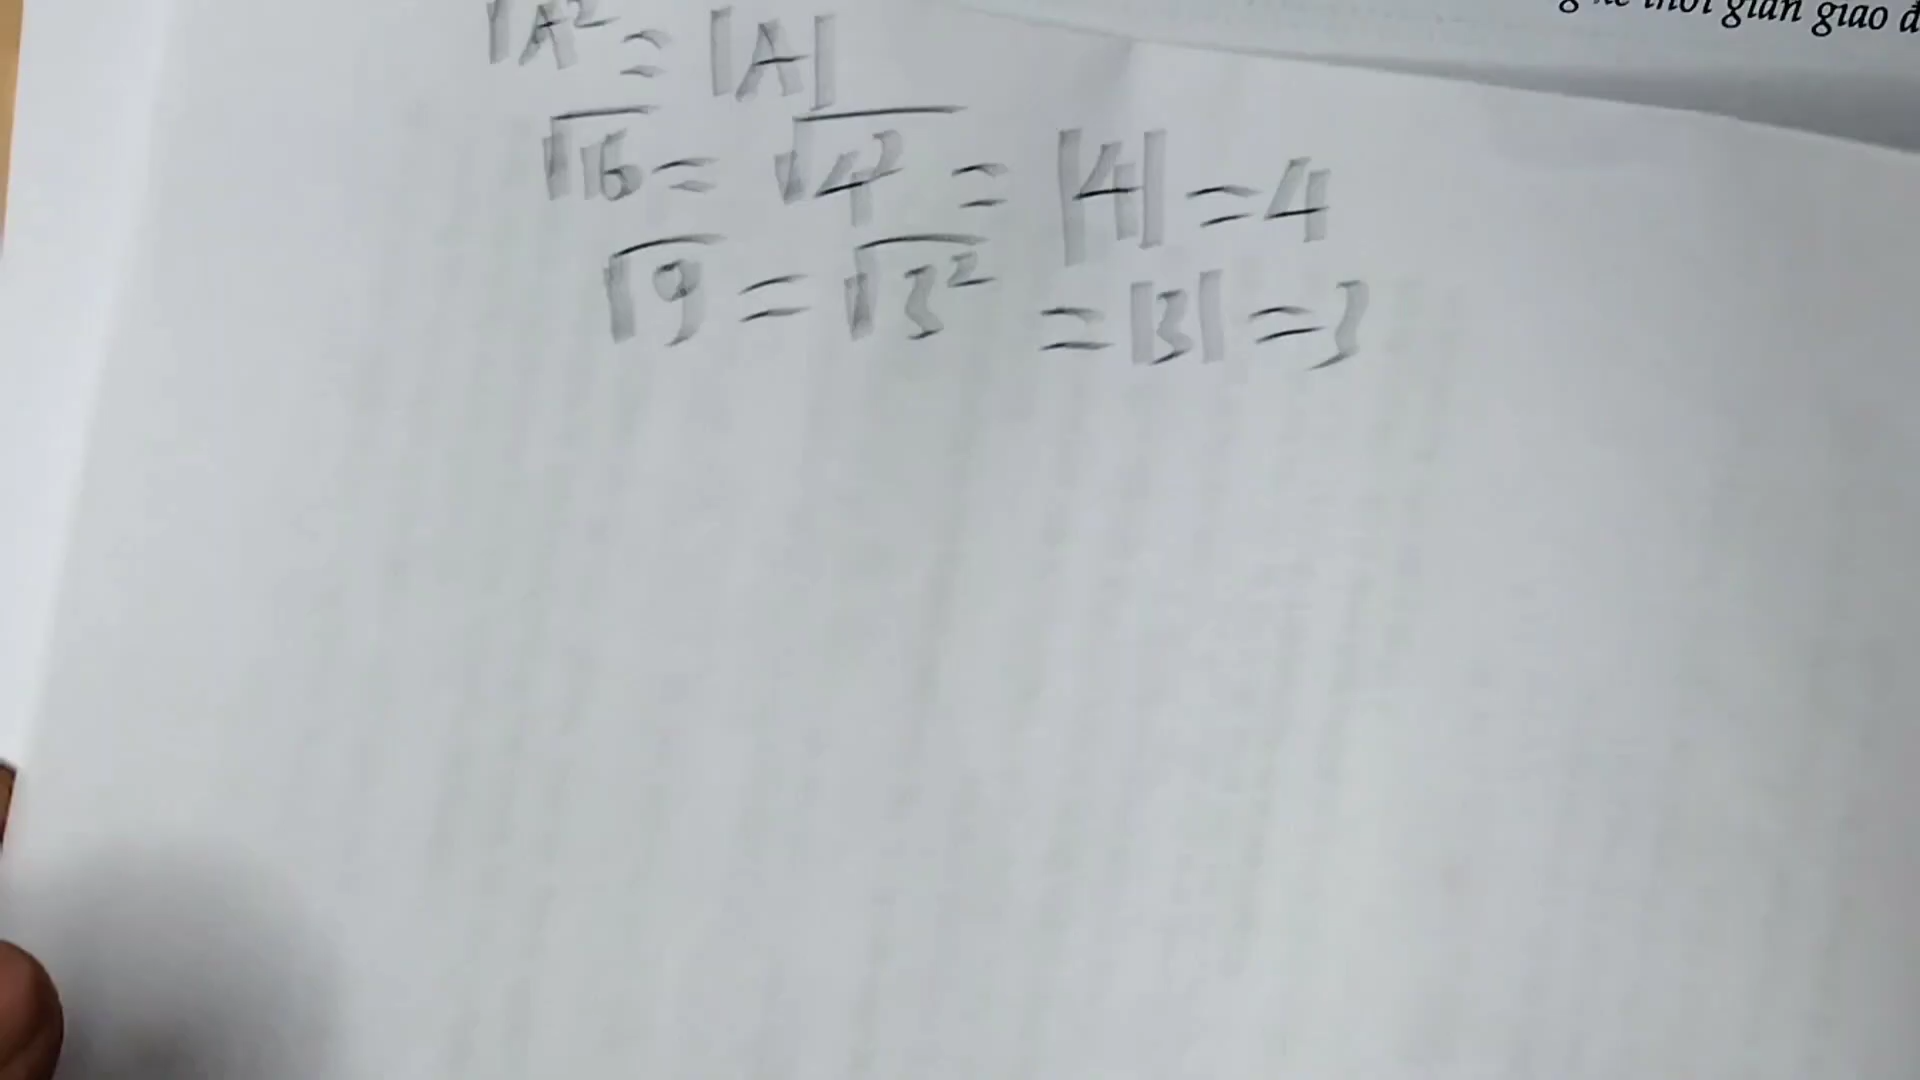 thời gian giao
√A² = |A|
√16 = √4² = |4| = 4
√9 = √3² = |3| = 3